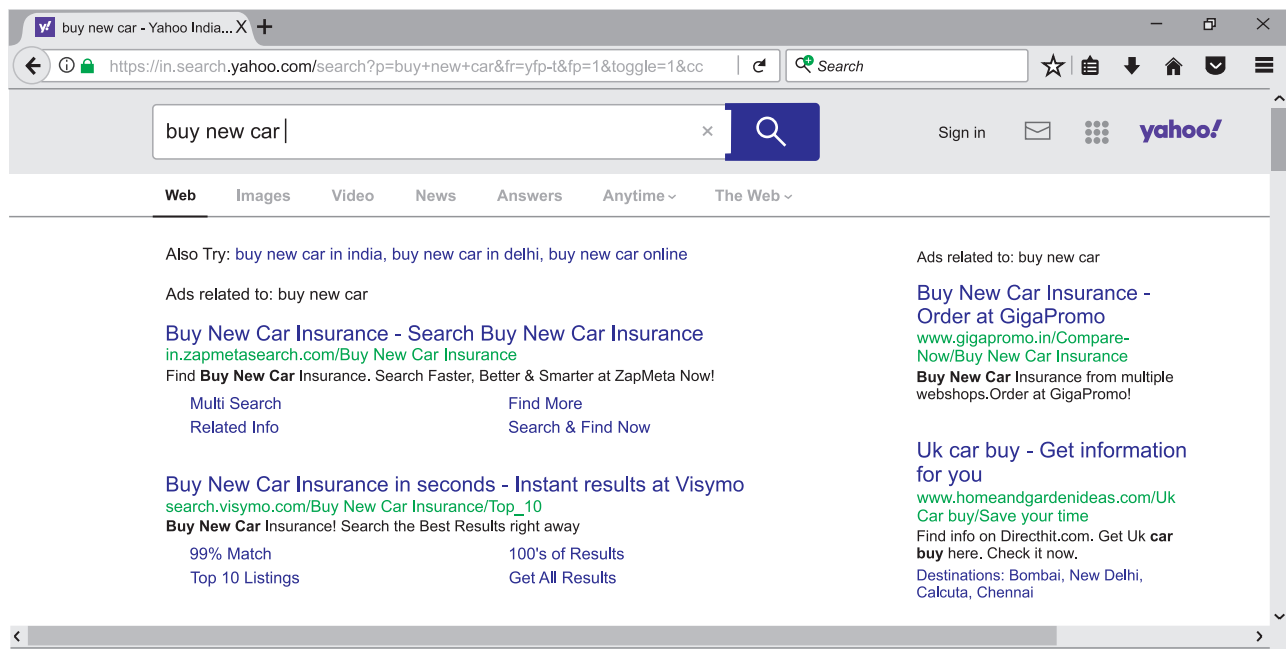 buy new car - Yahoo India... X
https://in.search.yahoo.com/search?p=buy+new+car&fr=yfp-t&fp=1&toggle=1&cc
Search
buy new car
Sign in
yahoo!
Web Images Video News Answers Anytime The Web
Also Try: buy new car in india, buy new car in delhi, buy new car online
Ads related to: buy new car
Buy New Car Insurance - Search Buy New Car Insurance
in.zapmetasearch.com/Buy New Car Insurance
Find Buy New Car Insurance. Search Faster, Better & Smarter at ZapMeta Now!
Multi Search Find More
Related Info Search & Find Now
Buy New Car Insurance in seconds - Instant results at Visymo
search.visymo.com/Buy New Car Insurance/Top_10
Buy New Car Insurance! Search the Best Results right away
99% Match 100's of Results
Top 10 Listings Get All Results
Ads related to: buy new car
Buy New Car Insurance -
Order at GigaPromo
www.gigapromo.in/Compare-
Now/Buy New Car Insurance
Buy New Car Insurance from multiple
webshops.Order at GigaPromo!
Uk car buy - Get information
for you
www.homeandgardenideas.com/Uk
Car buy/Save your time
Find info on Directhit.com. Get Uk car
buy here. Check it now.
Destinations: Bombai, New Delhi,
Calcuta, Chennai